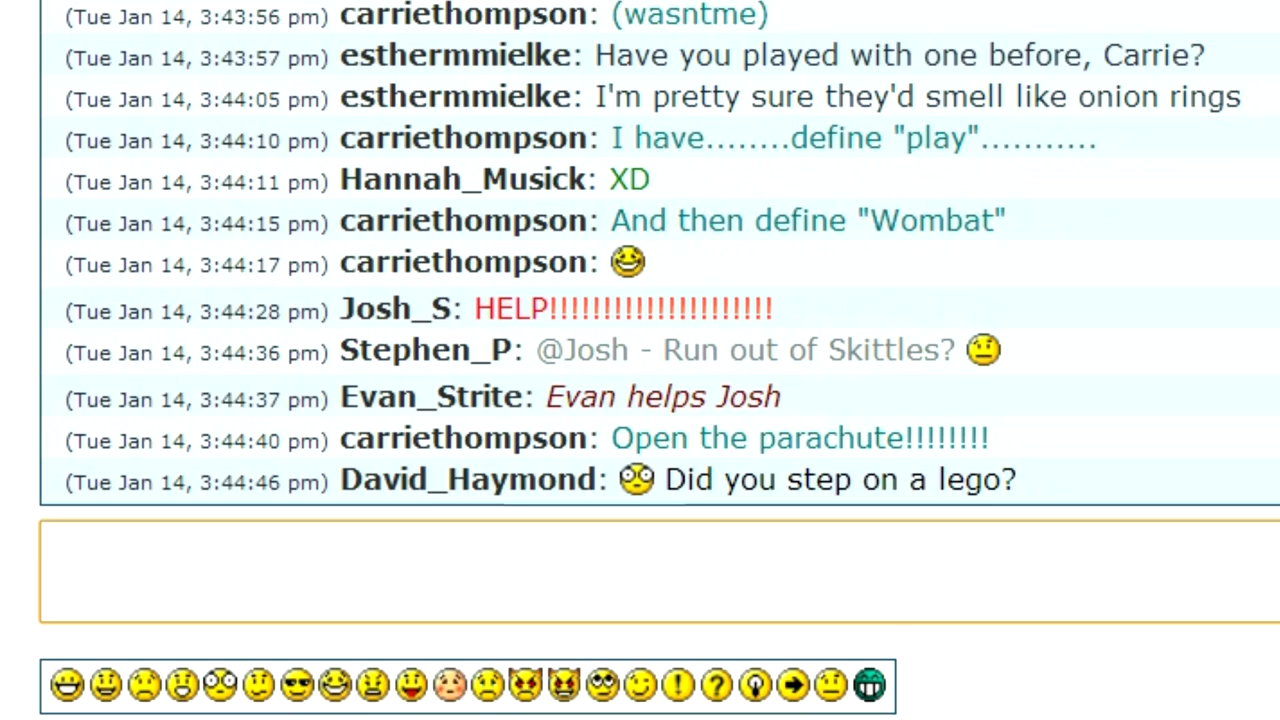 (Tue Jan 14, 3:43:56 pm) carriethompson: (wasntme)
(Tue Jan 14, 3:43:57 pm) esthermmielke: Have you played with one before, Carrie?
(Tue Jan 14, 3:44:05 pm) esthermmielke: I'm pretty sure they'd smell like onion rings
(Tue Jan 14, 3:44:10 pm) carriethompson: I have........define "play"...........
(Tue Jan 14, 3:44:11 pm) Hannah_Musick: XD
(Tue Jan 14, 3:44:15 pm) carriethompson: And then define "Wombat"
(Tue Jan 14, 3:44:17 pm) carriethompson:
(Tue Jan 14, 3:44:28 pm) Josh_S: HELP!!!!!!!!!!!!!!!!!!!!!
(Tue Jan 14, 3:44:36 pm) Stephen_P: @Josh - Run out of Skittles?
(Tue Jan 14, 3:44:37 pm) Evan_Strite: Evan helps Josh
(Tue Jan 14, 3:44:40 pm) carriethompson: Open the parachute!!!!!!!!
(Tue Jan 14, 3:44:46 pm) David_Haymond: Did you step on a lego?